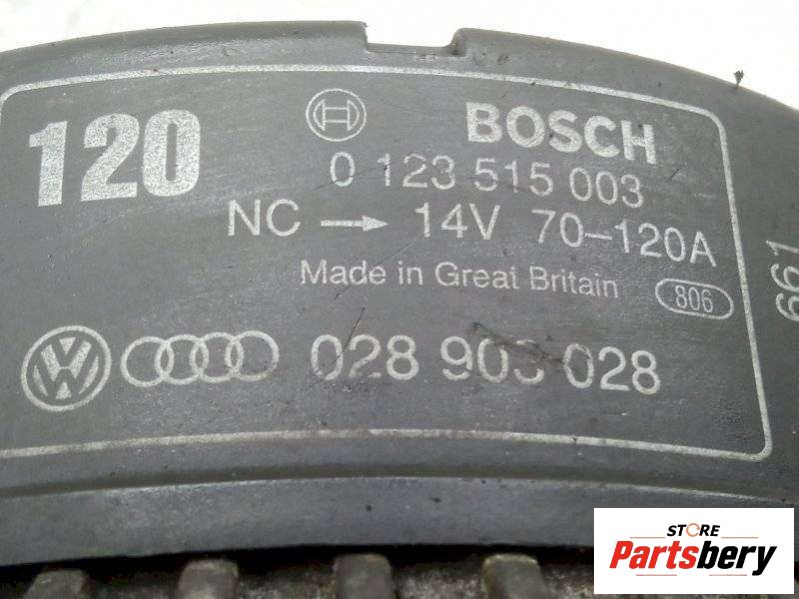 120
BOSCH
0 123 515 003
NC → 14V 70–120A
Made in Great Britain 806
661
VW 028 903 028
STORE
Partsbery